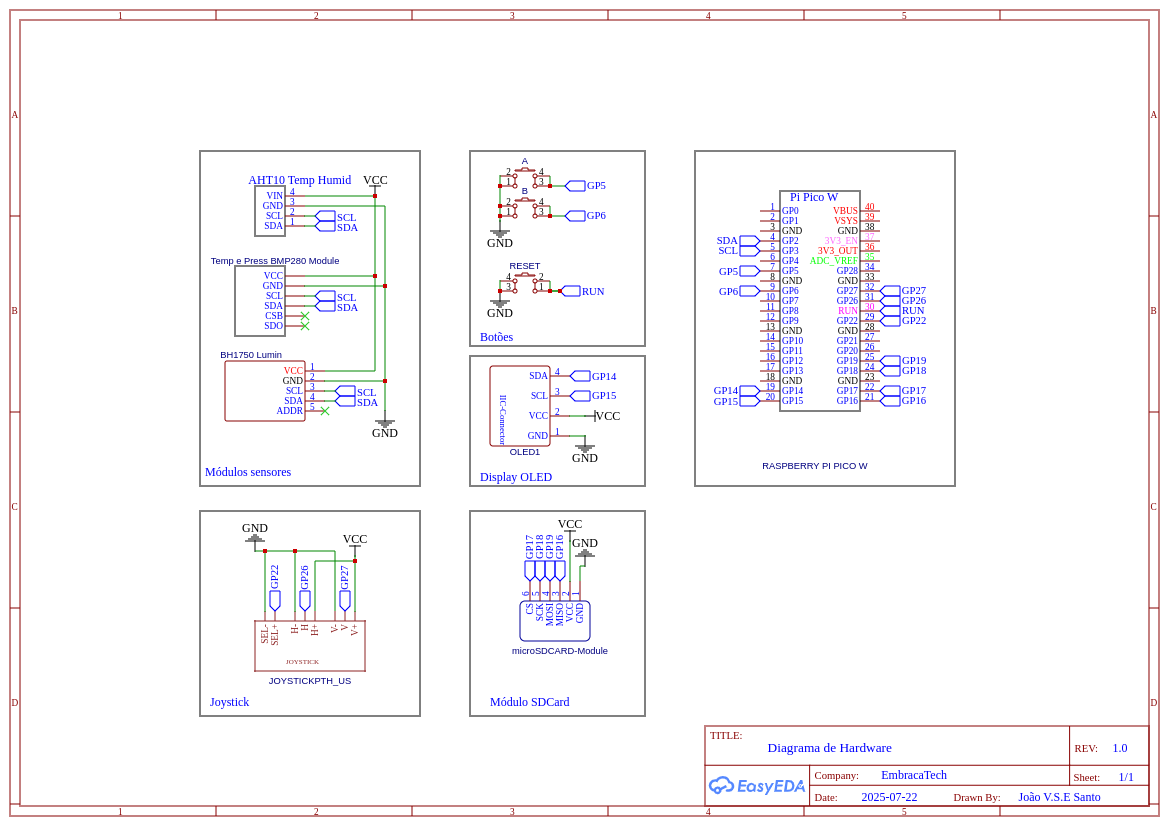 1 2 3 4 5
A A
B B
C C
D D
1 2 3 4 5
AHT10 Temp Humid
VCC
VIN 4
GND 3
SCL 2 SCL
SDA 1 SDA
Temp e Press BMP280 Module
VCC
GND
SCL SCL
SDA SDA
CSB
SDO
BH1750 Lumin
VCC 1
GND 2
SCL 3 SCL
SDA 4 SDA
ADDR 5
GND
Módulos sensores
A
2 4
1 3 GP5
B
2 4
1 3 GP6
GND
RESET
4 2
3 1 RUN
GND
Botões
SDA 4 GP14
SCL 3 GP15
VCC 2 VCC
GND 1
IIC-Connector
OLED1
GND
Display OLED
Pi Pico W
1 GP0 VBUS 40
2 GP1 VSYS 39
3 GND GND 38
SDA 4 GP2 3V3_EN 37
SCL 5 GP3 3V3_OUT 36
6 GP4 ADC_VREF 35
GP5 7 GP5 GP28 34
8 GND GND 33
GP6 9 GP6 GP27 32 GP27
10 GP7 GP26 31 GP26
11 GP8 RUN 30 RUN
12 GP9 GP22 29 GP22
13 GND GND 28
14 GP10 GP21 27
15 GP11 GP20 26
16 GP12 GP19 25 GP19
17 GP13 GP18 24 GP18
18 GND GND 23
GP14 19 GP14 GP17 22 GP17
GP15 20 GP15 GP16 21 GP16
RASPBERRY PI PICO W
GND
VCC
GP22 GP26 GP27
SEL- SEL+ H- H H+ V- V V+
JOYSTICK
JOYSTICKPTH_US
Joystick
VCC
GND
GP17 GP18 GP19 GP16
6 5 4 3 2 1
CS SCK MOSI MISO VCC GND
microSDCARD-Module
Módulo SDCard
TITLE:
Diagrama de Hardware
REV: 1.0
EasyEDA
Company: EmbracaTech
Sheet: 1/1
Date: 2025-07-22
Drawn By: João V.S.E Santo